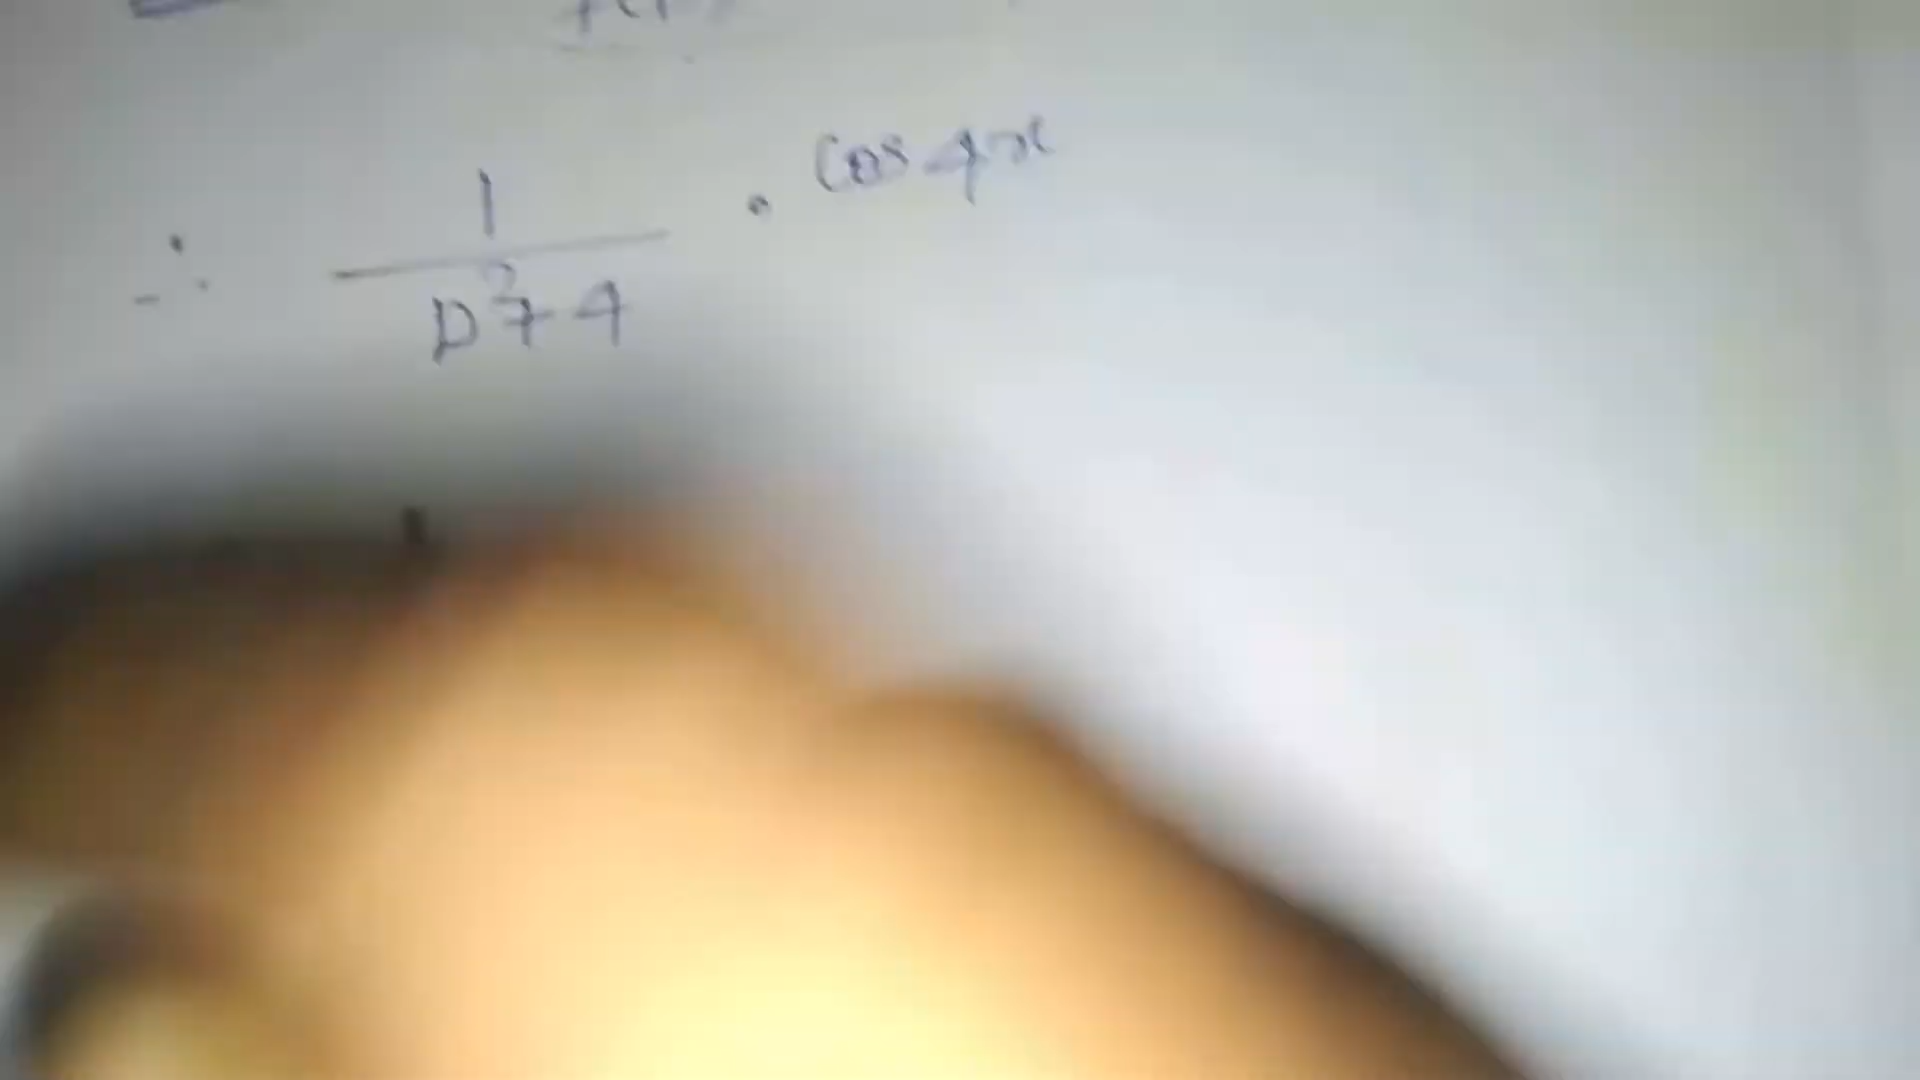 ∴ 1/(D²+4) · Cos 4x